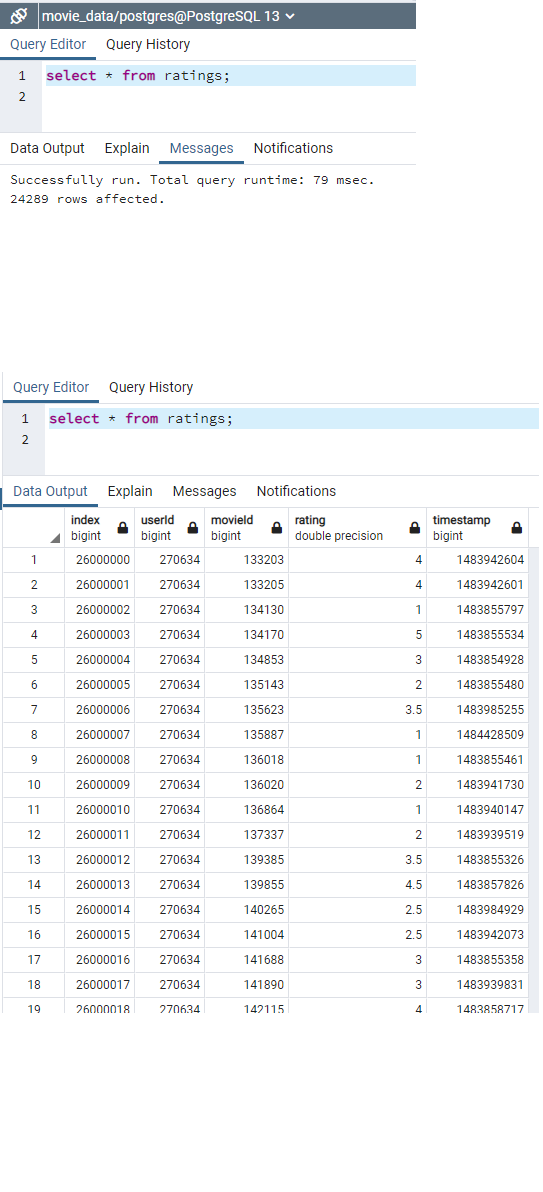 movie_data/postgres@PostgreSQL 13
Query Editor Query History
1 select * from ratings;
2
Data Output Explain Messages Notifications
Successfully run. Total query runtime: 79 msec.
24289 rows affected.
Query Editor Query History
1 select * from ratings;
2
Data Output Explain Messages Notifications
index userId movieId rating timestamp
bigint bigint bigint double precision bigint
1 26000000 270634 133203 4 1483942604
2 26000001 270634 133205 4 1483942601
3 26000002 270634 134130 1 1483855797
4 26000003 270634 134170 5 1483855534
5 26000004 270634 134853 3 1483854928
6 26000005 270634 135143 2 1483855480
7 26000006 270634 135623 3.5 1483985255
8 26000007 270634 135887 1 1484428509
9 26000008 270634 136018 1 1483855461
10 26000009 270634 136020 2 1483941730
11 26000010 270634 136864 1 1483940147
12 26000011 270634 137337 2 1483939519
13 26000012 270634 139385 3.5 1483855326
14 26000013 270634 139855 4.5 1483857826
15 26000014 270634 140265 2.5 1483984929
16 26000015 270634 141004 2.5 1483942073
17 26000016 270634 141688 3 1483855358
18 26000017 270634 141890 3 1483939831
19 26000018 270634 142115 4 1483858717